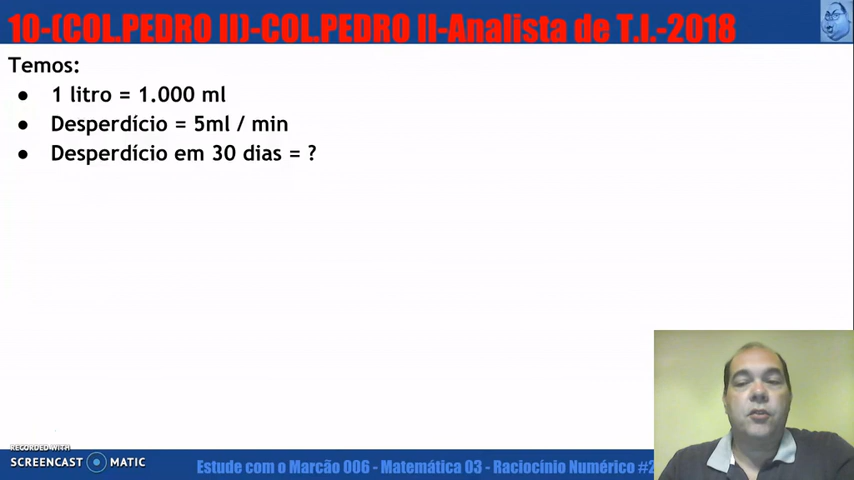 10-(COL.PEDRO II)-COL.PEDRO II-Analista de T.I.-2018
Temos:
● 1 litro = 1.000 ml
● Desperdício = 5ml / min
● Desperdício em 30 dias = ?
RECORDED WITH
SCREENCAST MATIC
Estude com o Marcão 006 - Matemática 03 - Raciocínio Numérico #2